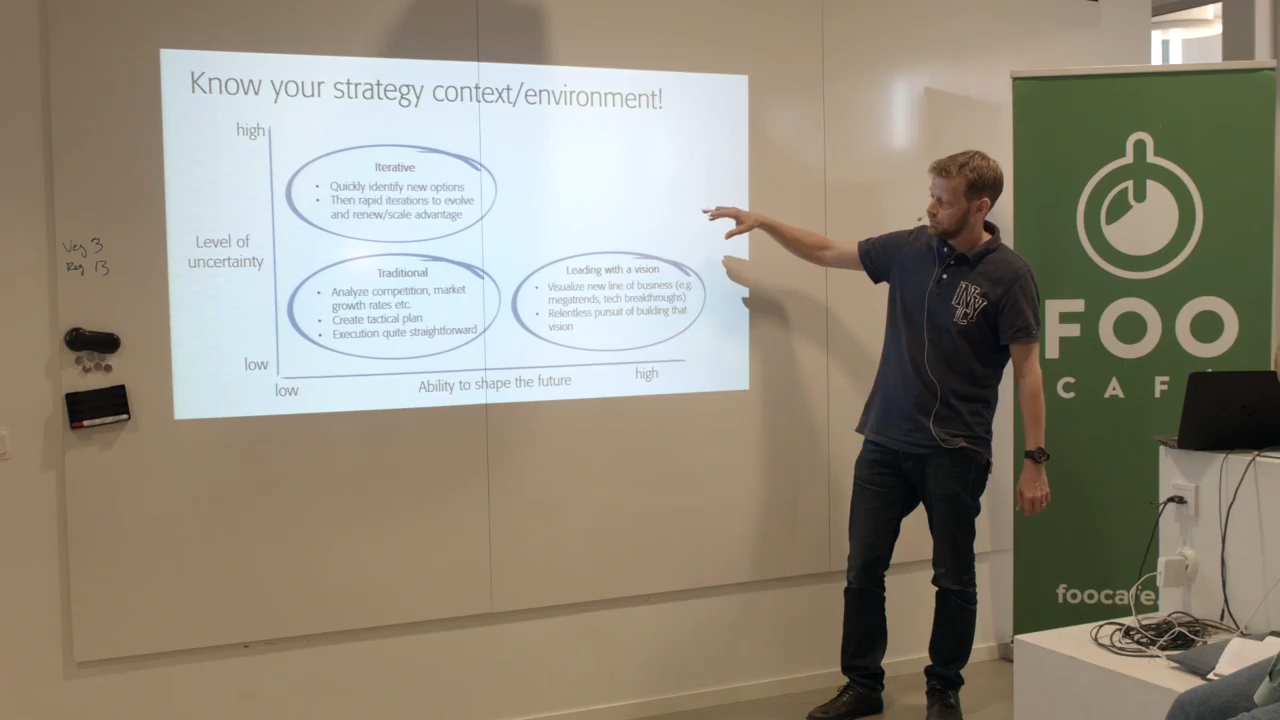 Know your strategy context/environment!
high
Iterative
• Quickly identify new options
• Then rapid iterations to evolve
and renew/scale advantage
Level of
uncertainty
Traditional
• Analyze competition, market
growth rates etc.
• Create tactical plan
• Execution quite straightforward
Leading with a vision
• Visualize new line of business (e.g.
megatrends, tech breakthroughs)
• Relentless pursuit of building that
vision
low
low
Ability to shape the future
high
Veg 3
Reg 13
FOO
CAF
foocafe